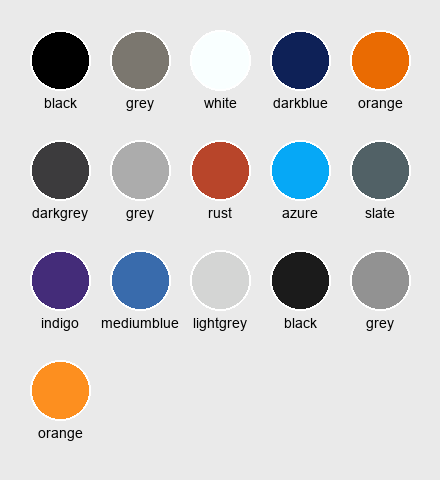 black grey white darkblue orange
darkgrey grey rust azure slate
indigo mediumblue lightgrey black grey
orange